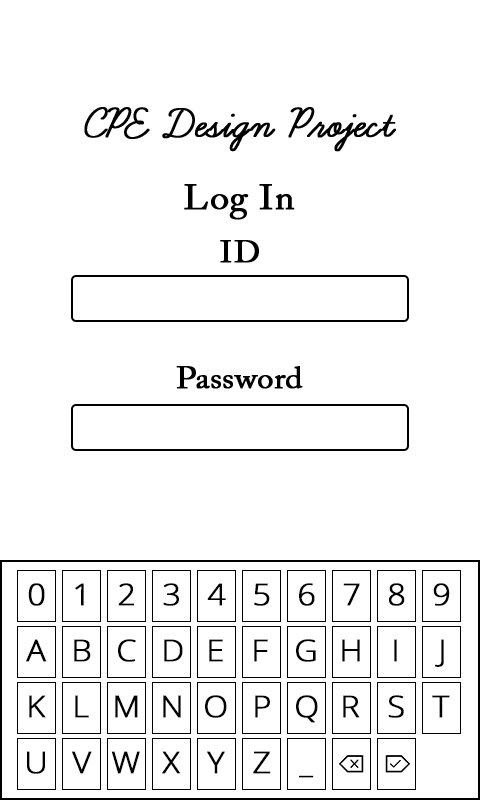 CPE Design Project
Log In
ID
Password
0 1 2 3 4 5 6 7 8 9
A B C D E F G H I J
K L M N O P Q R S T
U V W X Y Z _